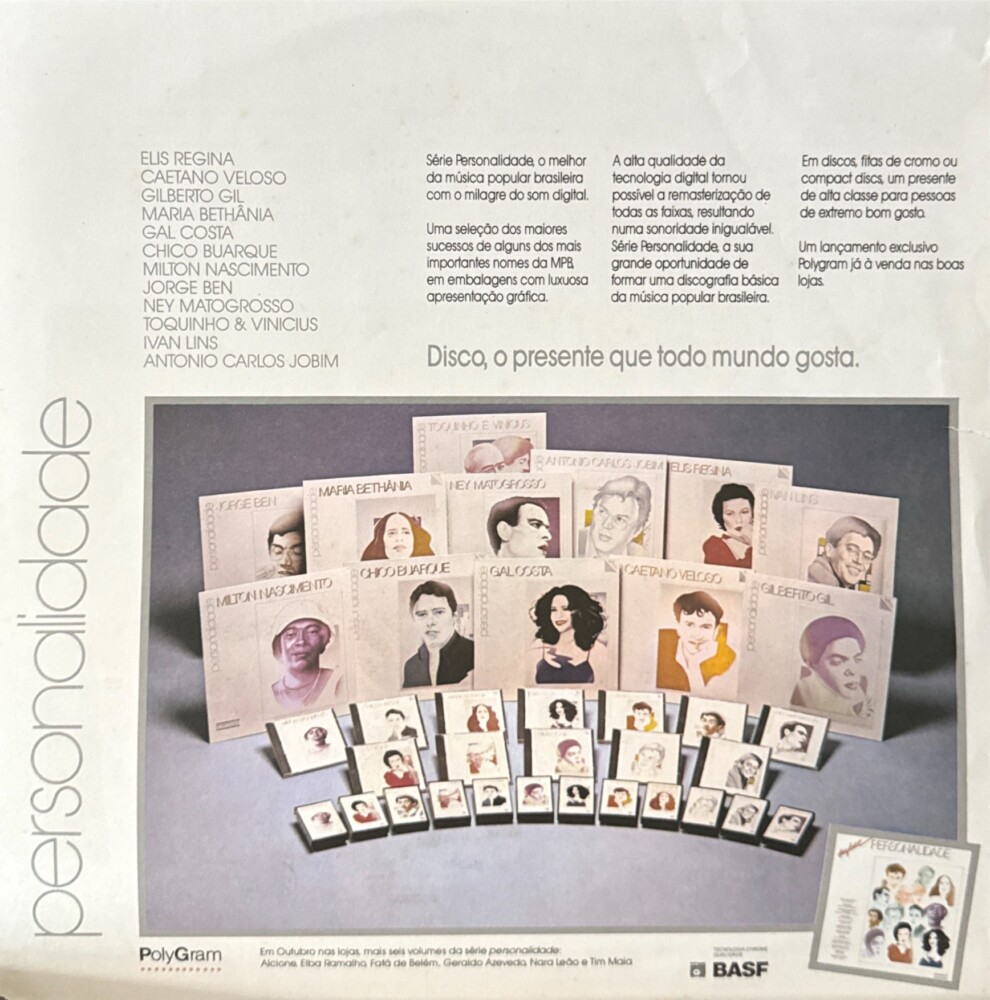 ELIS REGINA
CAETANO VELOSO
GILBERTO GIL
MARIA BETHÂNIA
GAL COSTA
CHICO BUARQUE
MILTON NASCIMENTO
JORGE BEN
NEY MATOGROSSO
TOQUINHO & VINICIUS
IVAN LINS
ANTONIO CARLOS JOBIM
Série Personalidade, o melhor
da música popular brasileira
com o milagre do som digital.
Uma seleção dos maiores
sucessos de alguns dos mais
importantes nomes da MPB,
em embalagens com luxuosa
apresentação gráfica.
A alta qualidade da
tecnologia digital tornou
possível a remasterização de
todas as faixas, resultando
numa sonoridade inigualável.
Série Personalidade, a sua
grande oportunidade de
formar uma discografia básica
da música popular brasileira.
Em discos, fitas de cromo ou
compact discs, um presente
de alta classe para pessoas
de extremo bom gosto.
Um lançamento exclusivo
Polygram já à venda nas boas
lojas.
Disco, o presente que todo mundo gosta.
personalidade
TOQUINHO E VINICIUS
ANTONIO CARLOS JOBIM
ELIS REGINA
JORGE BEN
MARIA BETHÂNIA
NEY MATOGROSSO
IVAN LINS
MILTON NASCIMENTO
CHICO BUARQUE
GAL COSTA
CAETANO VELOSO
GILBERTO GIL
personalidade
personalidade
personalidade
personalidade
PERSONALIDADE
PolyGram
Em Outubro nas lojas, mais seis volumes da série personalidade:
Alcione, Elba Ramalho, Fafá de Belém, Geraldo Azevedo, Nara Leão e Tim Maia
BASF